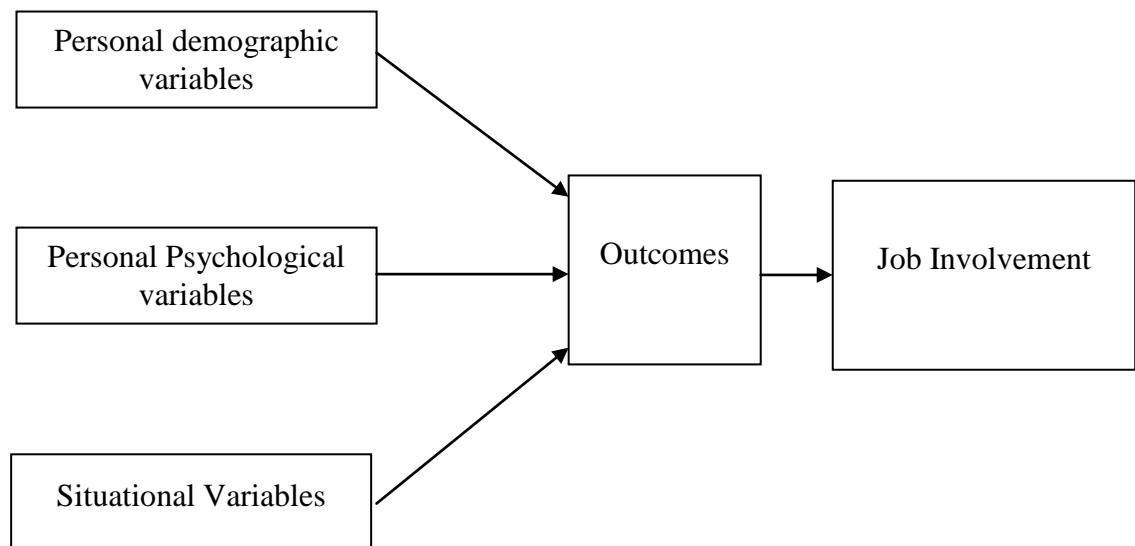 Personal demographic
variables
Personal Psychological
variables
Outcomes
Job Involvement
Situational Variables